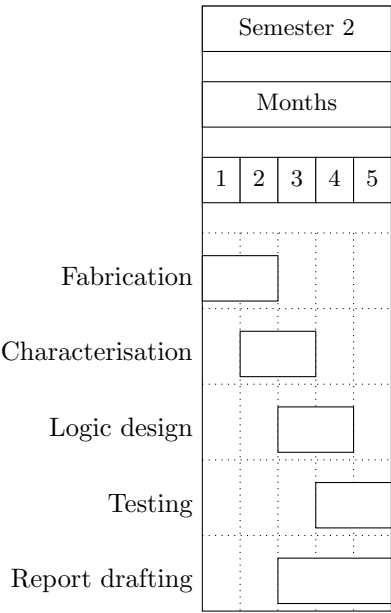 Semester 2
Months
1 2 3 4 5
Fabrication
Characterisation
Logic design
Testing
Report drafting